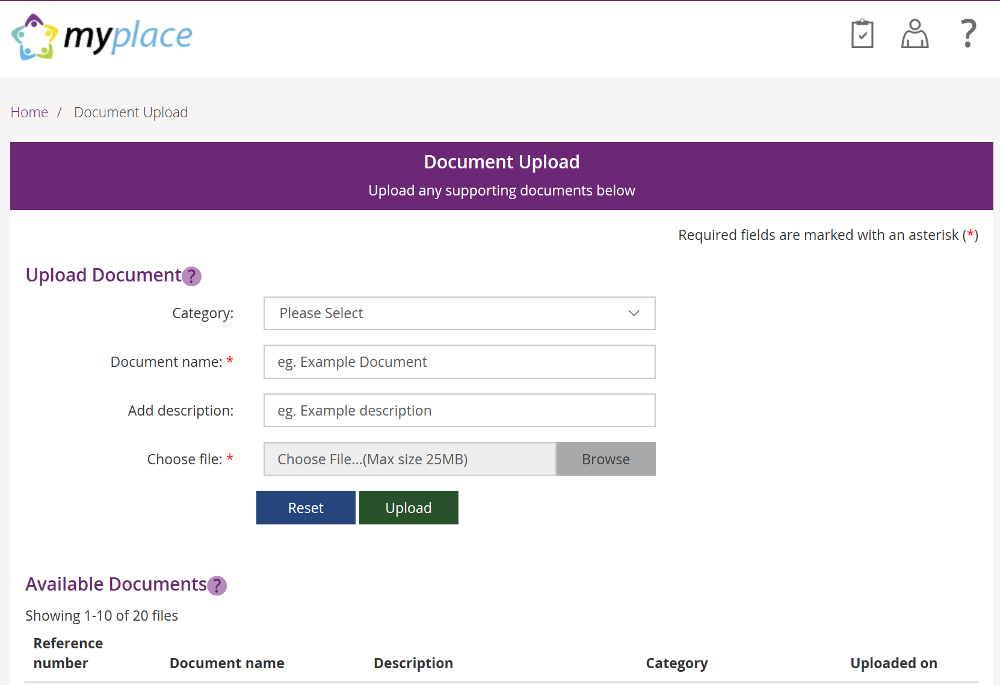 myplace
?
Home / Document Upload
Document Upload
Upload any supporting documents below
Required fields are marked with an asterisk (*)
Upload Document ?
Category: Please Select
Document name: * eg. Example Document
Add description: eg. Example description
Choose file: * Choose File...(Max size 25MB) Browse
Reset Upload
Available Documents ?
Showing 1-10 of 20 files
Reference
number Document name Description Category Uploaded on